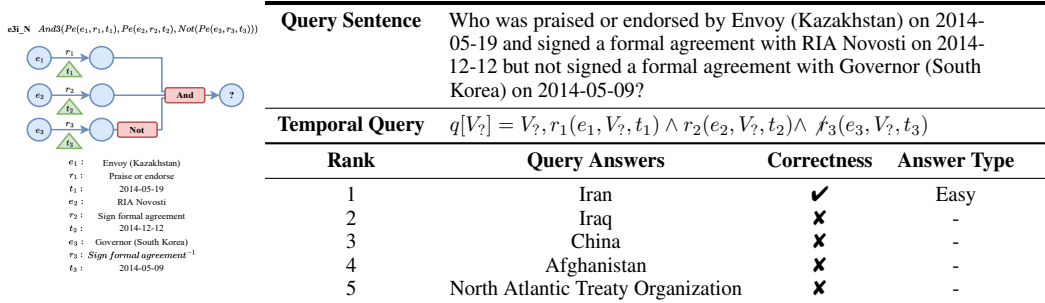 e3i_N And3(Pe(e₁,r₁,t₁),Pe(e₂,r₂,t₂),Not(Pe(e₃,r₃,t₃)))
e₁ r₁ t₁
e₂ r₂ t₂ And ?
e₃ r₃ t₃ Not
e₁ : Envoy (Kazakhstan)
r₁ : Praise or endorse
t₁ : 2014-05-19
e₂ : RIA Novosti
r₂ : Sign formal agreement
t₂ : 2014-12-12
e₃ : Governor (South Korea)
r₃ : Sign formal agreement⁻¹
t₃ : 2014-05-09
Query Sentence Who was praised or endorsed by Envoy (Kazakhstan) on 2014-
05-19 and signed a formal agreement with RIA Novosti on 2014-
12-12 but not signed a formal agreement with Governor (South
Korea) on 2014-05-09?
Temporal Query q[V?] = V?, r₁(e₁, V?, t₁) ∧ r₂(e₂, V?, t₂)∧ r̸₃(e₃, V?, t₃)
Rank Query Answers Correctness Answer Type
1 Iran ✔ Easy
2 Iraq ✘ -
3 China ✘ -
4 Afghanistan ✘ -
5 North Atlantic Treaty Organization ✘ -